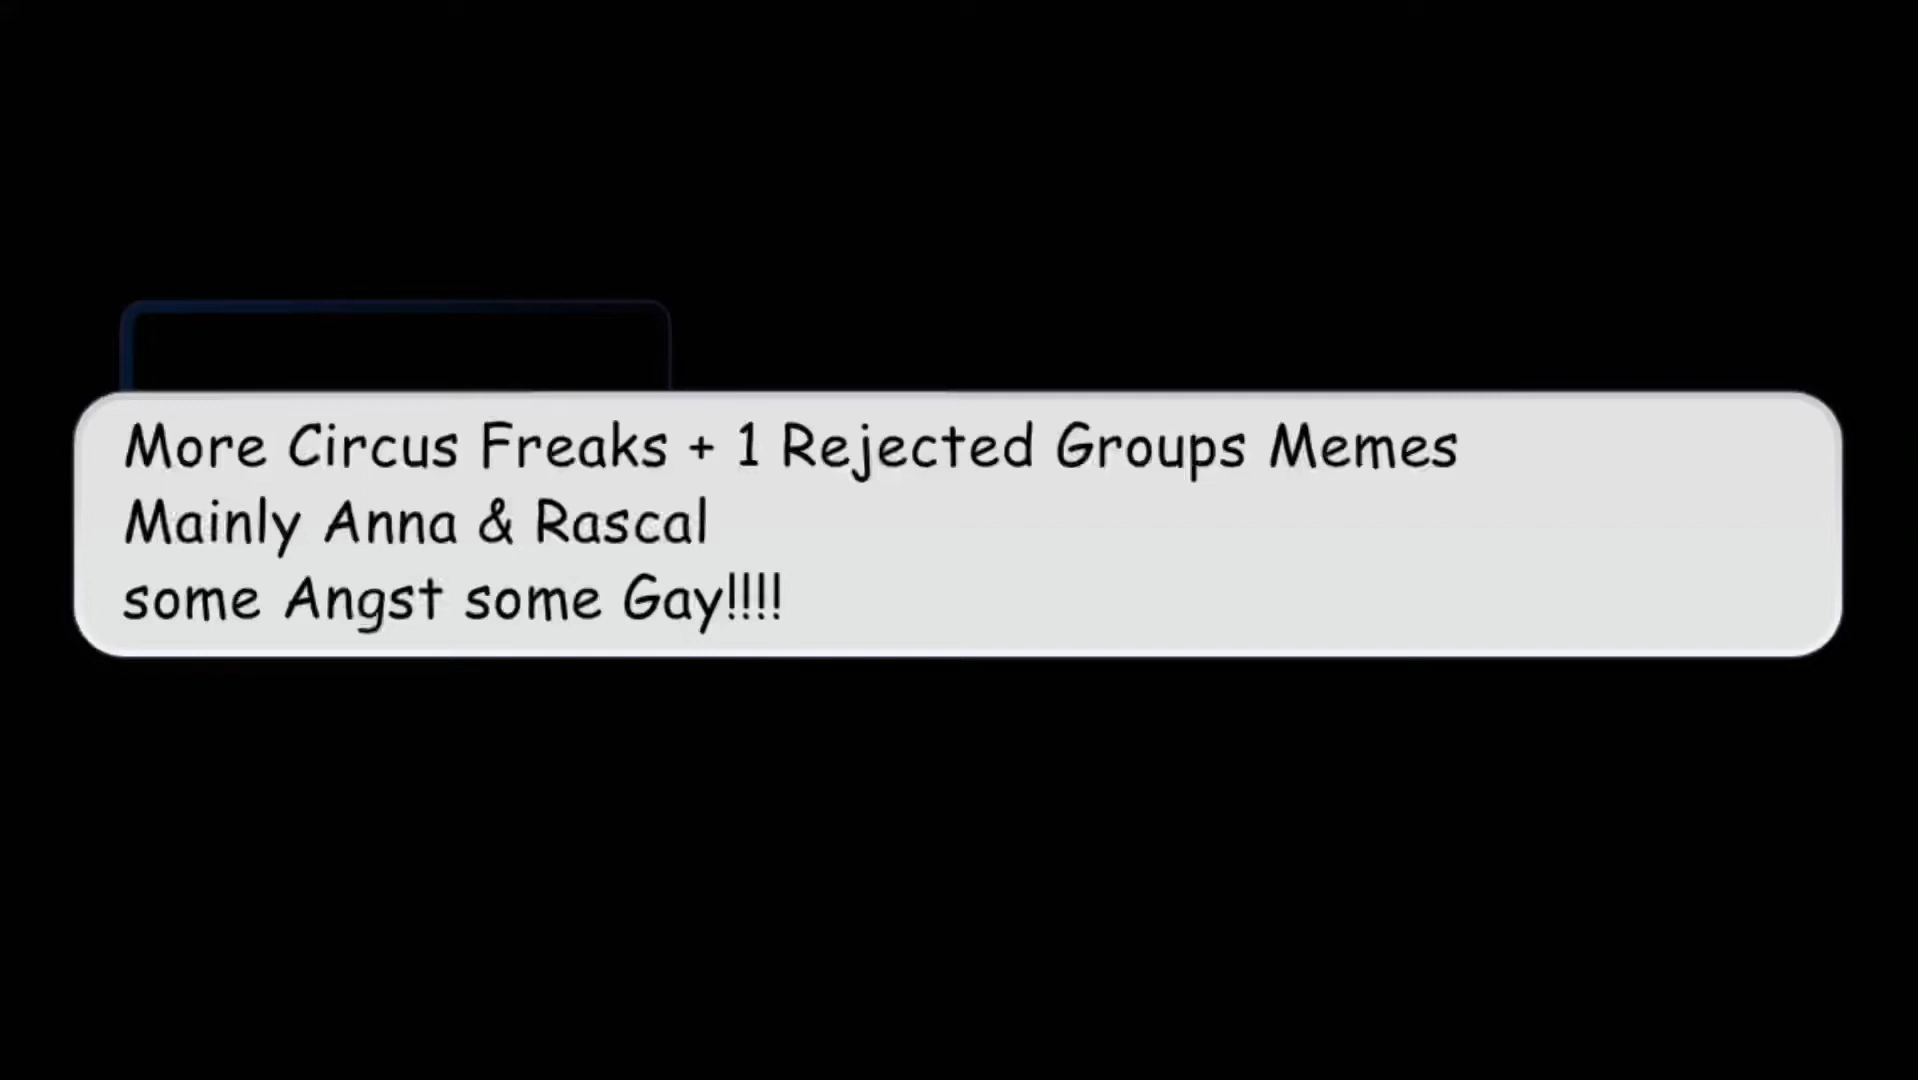 More Circus Freaks + 1 Rejected Groups Memes
Mainly Anna & Rascal
some Angst some Gay!!!!